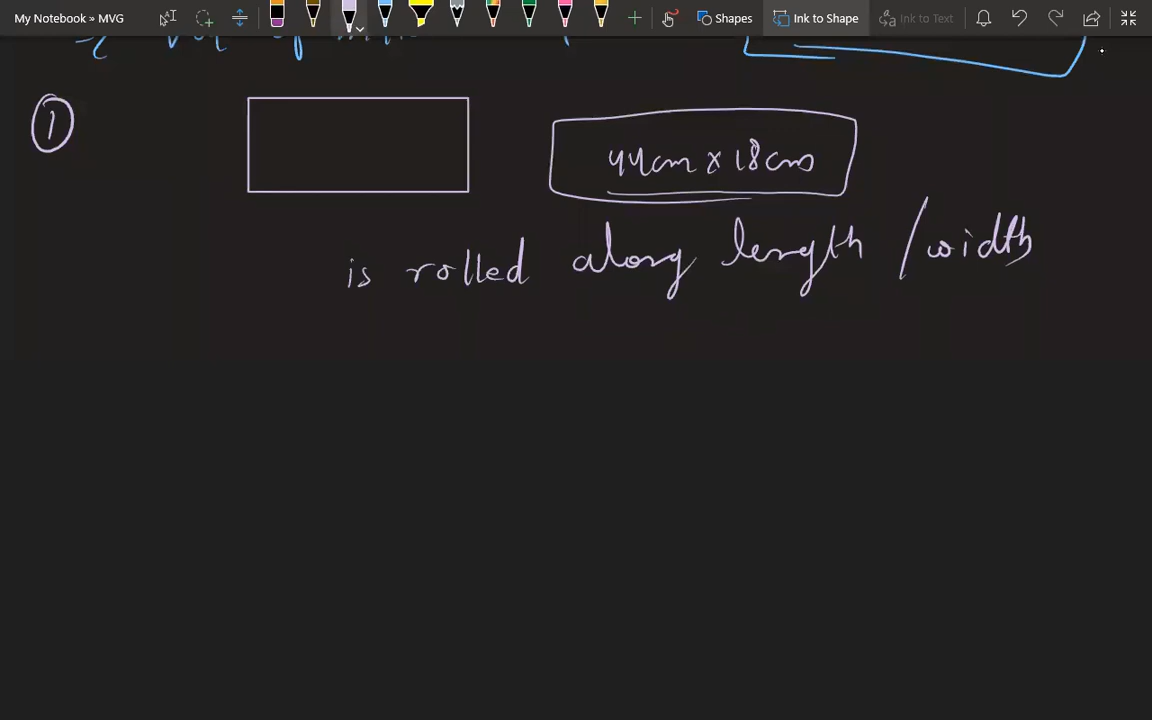 My Notebook » MVG
Shapes
Ink to Shape
Ink to Text
①
44cm x 18cm
is rolled along length / width